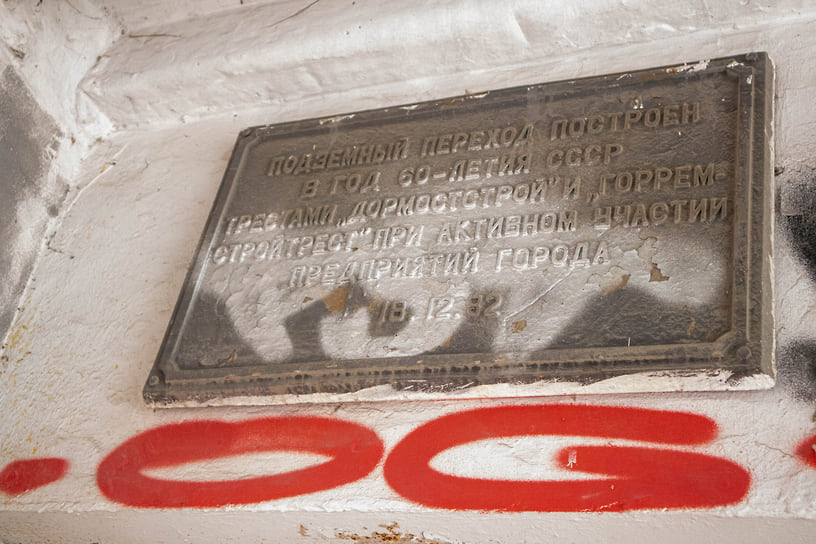 ПОДЗЕМНЫЙ ПЕРЕХОД ПОСТРОЕН
В ГОД 60-ЛЕТИЯ СССР
ТРЕСТАМИ „ДОРМОСТСТРОЙ" И „ГОРРЕМ-
СТРОЙТРЕСТ" ПРИ АКТИВНОМ УЧАСТИИ
ПРЕДПРИЯТИЙ ГОРОДА
18.12.82
OG